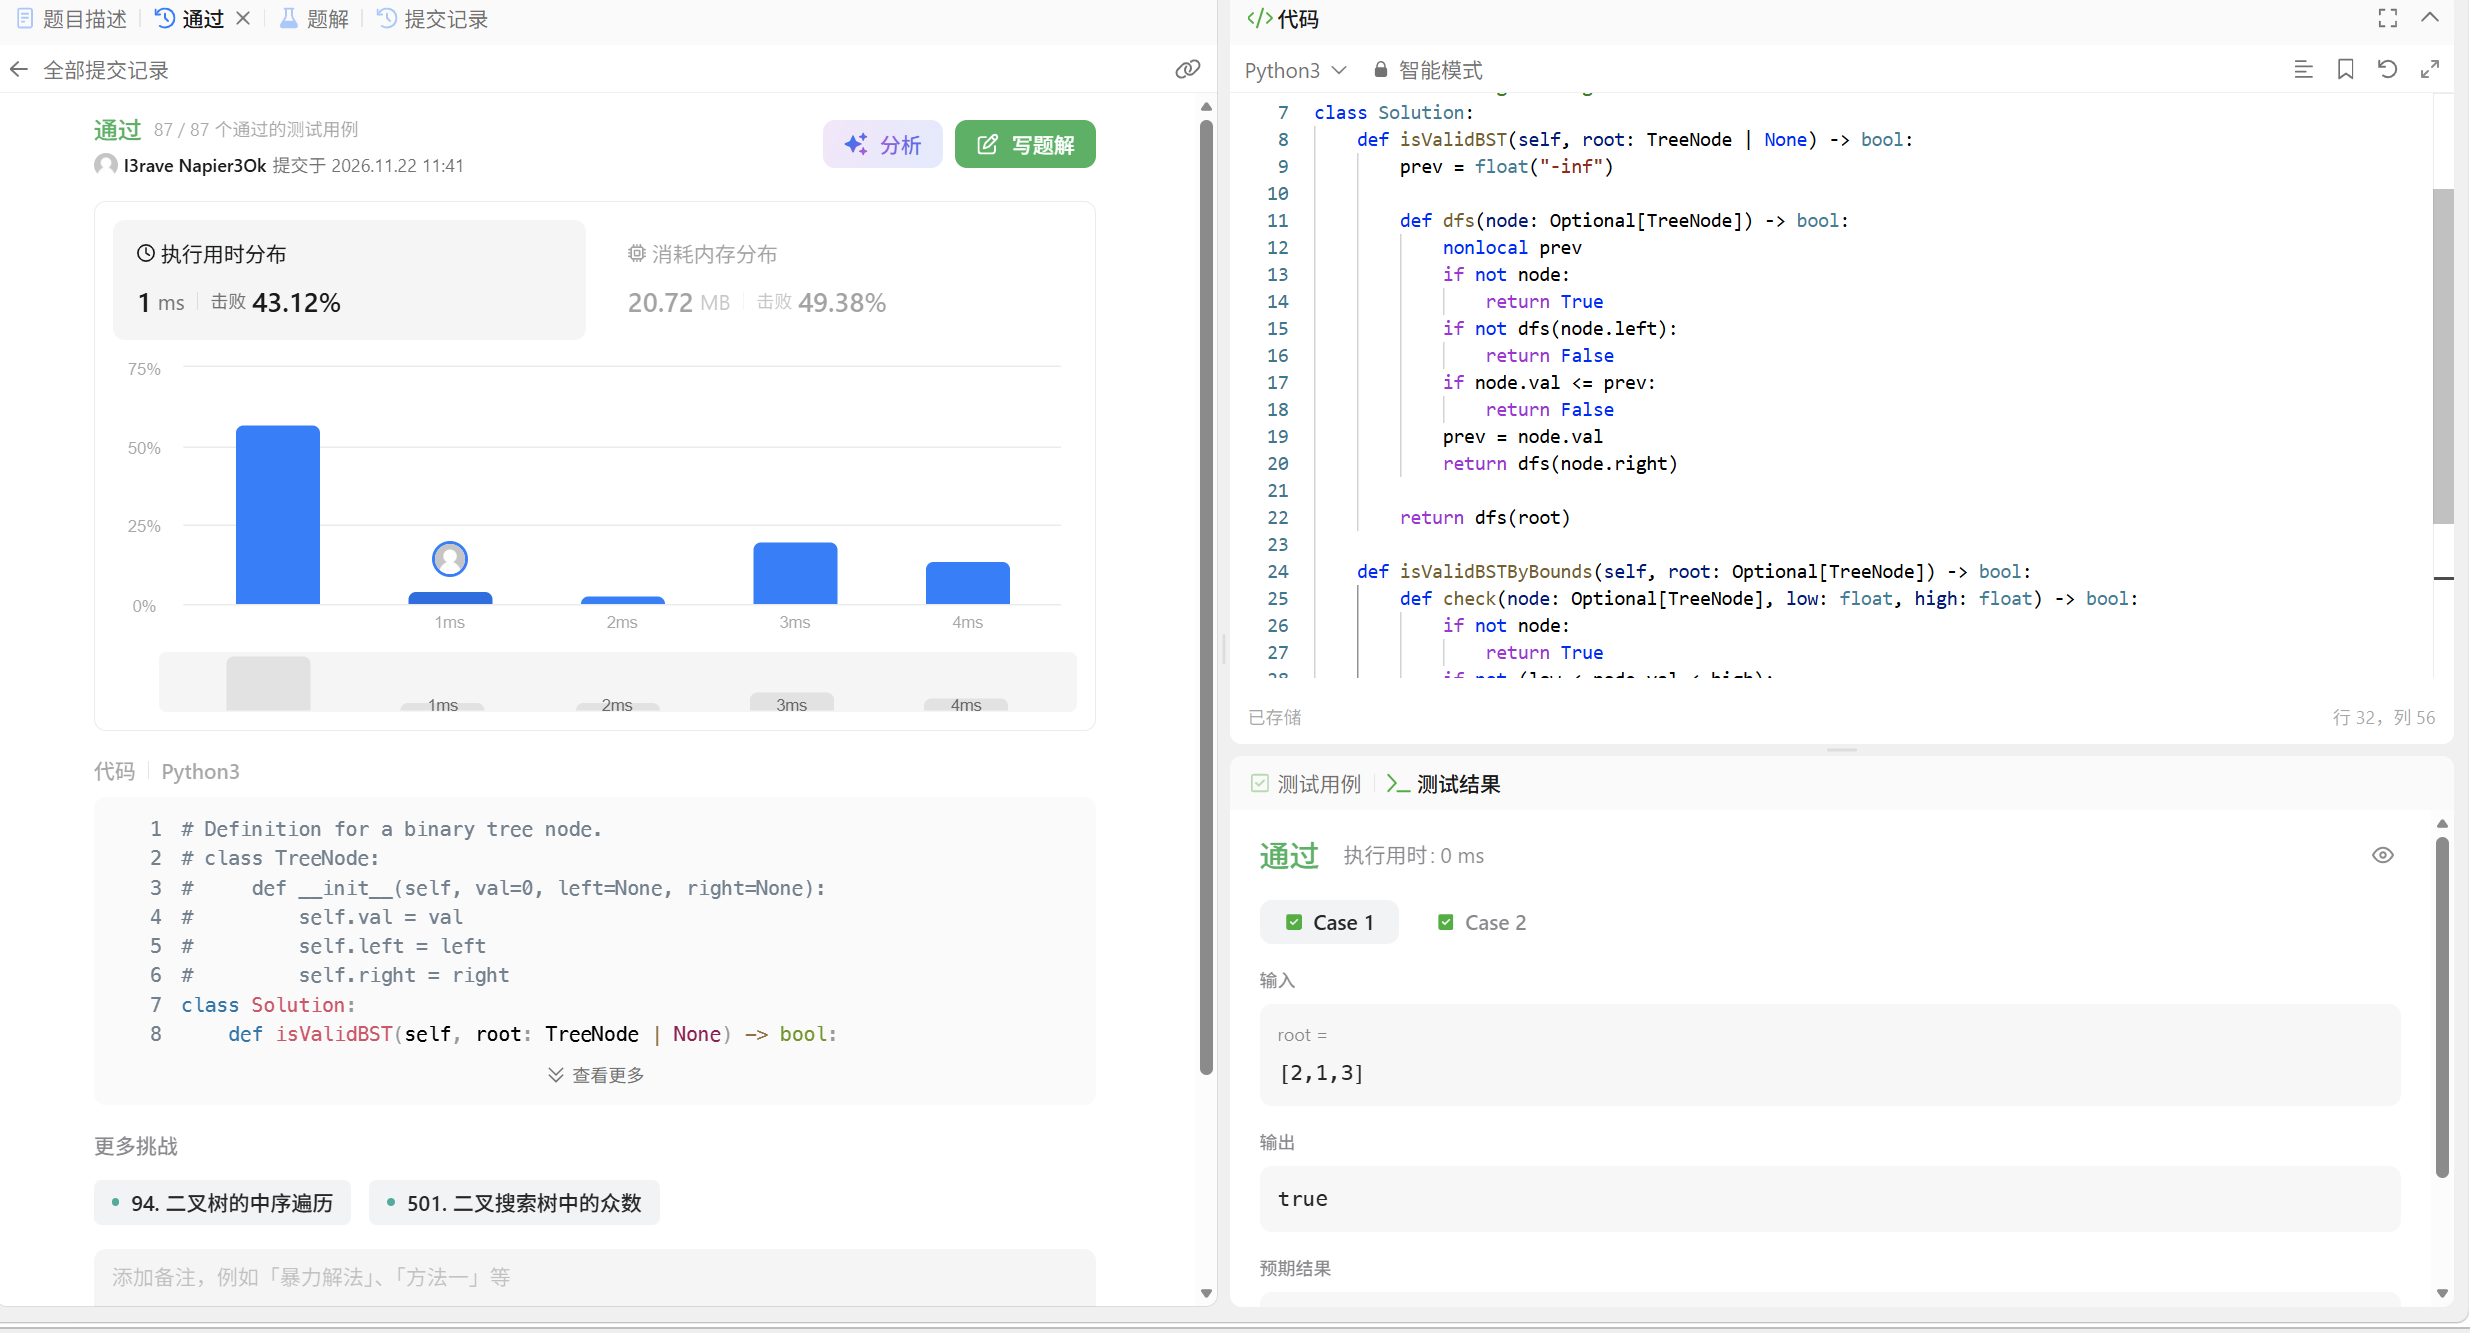 题目描述
通过
题解
提交记录
全部提交记录
通过 87 / 87 个通过的测试用例
l3rave Napier3Ok 提交于 2026.11.22 11:41
分析
写题解
执行用时分布
1 ms 击败 43.12%
消耗内存分布
20.72 MB 击败 49.38%
75%
50%
25%
0%
1ms
2ms
3ms
4ms
1ms
2ms
3ms
4ms
代码 Python3
1 # Definition for a binary tree node.
2 # class TreeNode:
3 #     def __init__(self, val=0, left=None, right=None):
4 #         self.val = val
5 #         self.left = left
6 #         self.right = right
7 class Solution:
8     def isValidBST(self, root: TreeNode | None) -> bool:
查看更多
更多挑战
94. 二叉树的中序遍历
501. 二叉搜索树中的众数
添加备注，例如「暴力解法」、「方法一」等
</> 代码
Python3 智能模式
7 class Solution:
8     def isValidBST(self, root: TreeNode | None) -> bool:
9         prev = float("-inf")
10
11         def dfs(node: Optional[TreeNode]) -> bool:
12             nonlocal prev
13             if not node:
14                 return True
15             if not dfs(node.left):
16                 return False
17             if node.val <= prev:
18                 return False
19             prev = node.val
20             return dfs(node.right)
21
22         return dfs(root)
23
24     def isValidBSTByBounds(self, root: Optional[TreeNode]) -> bool:
25         def check(node: Optional[TreeNode], low: float, high: float) -> bool:
26             if not node:
27                 return True
28             if not (low < node.val < high):
已存储
行 32，列 56
测试用例
测试结果
通过 执行用时: 0 ms
Case 1
Case 2
输入
root =
[2,1,3]
输出
true
预期结果